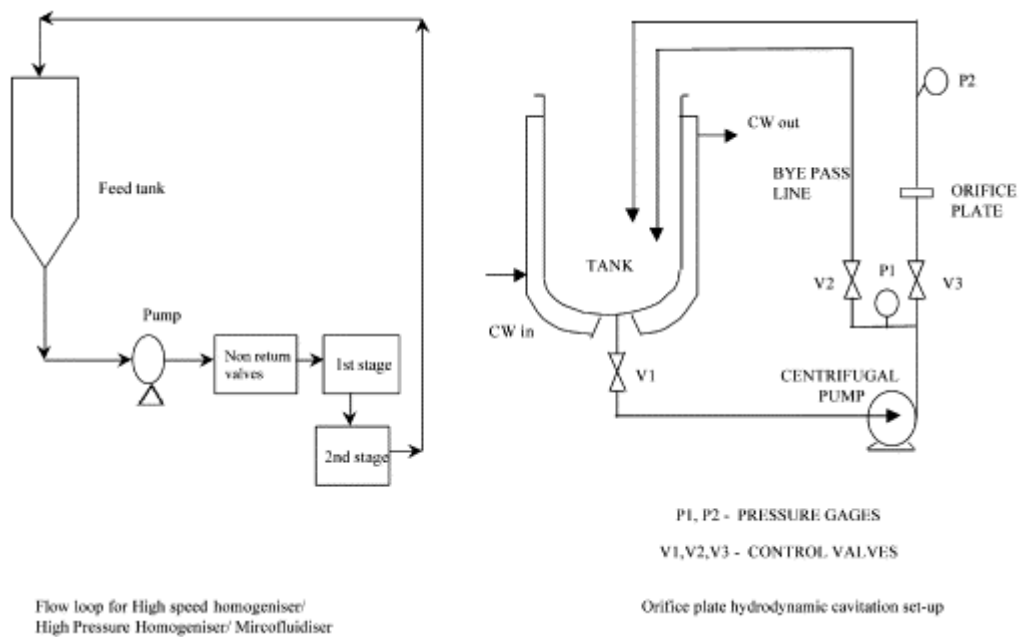 Feed tank
Pump
Non return
valves
1st stage
2nd stage
Flow loop for High speed homogeniser/
High Pressure Homogeniser/ Mircofluidiser
P2
CW out
BYE PASS
LINE
ORIFICE
PLATE
TANK
P1
V2
V3
CW in
V1
CENTRIFUGAL
PUMP
P1, P2 - PRESSURE GAGES
V1,V2,V3 - CONTROL VALVES
Orifice plate hydrodynamic cavitation set-up